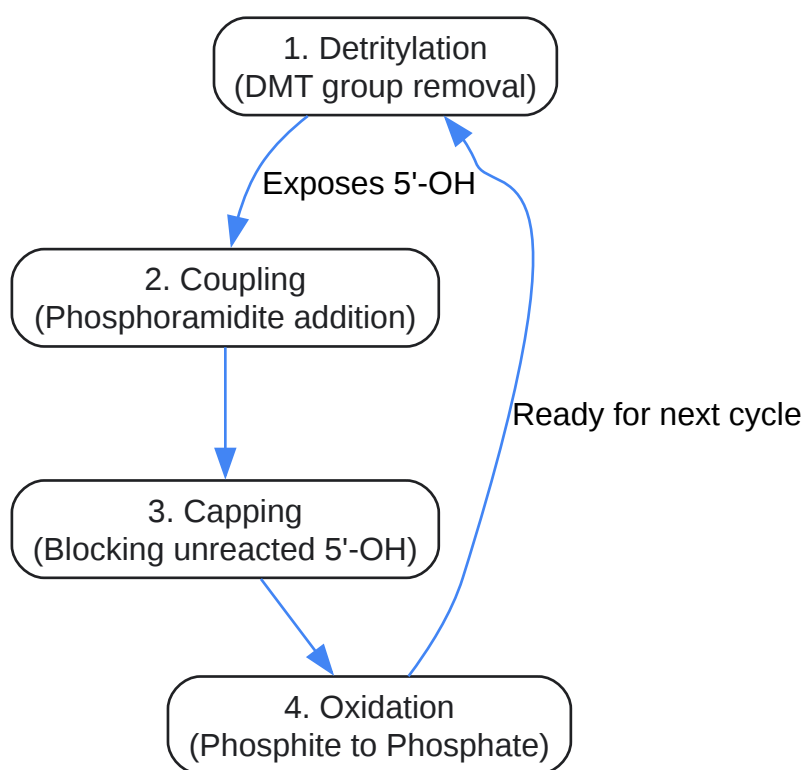 1. Detritylation
(DMT group removal)
Exposes 5'-OH
2. Coupling
(Phosphoramidite addition)
Ready for next cycle
3. Capping
(Blocking unreacted 5'-OH)
4. Oxidation
(Phosphite to Phosphate)